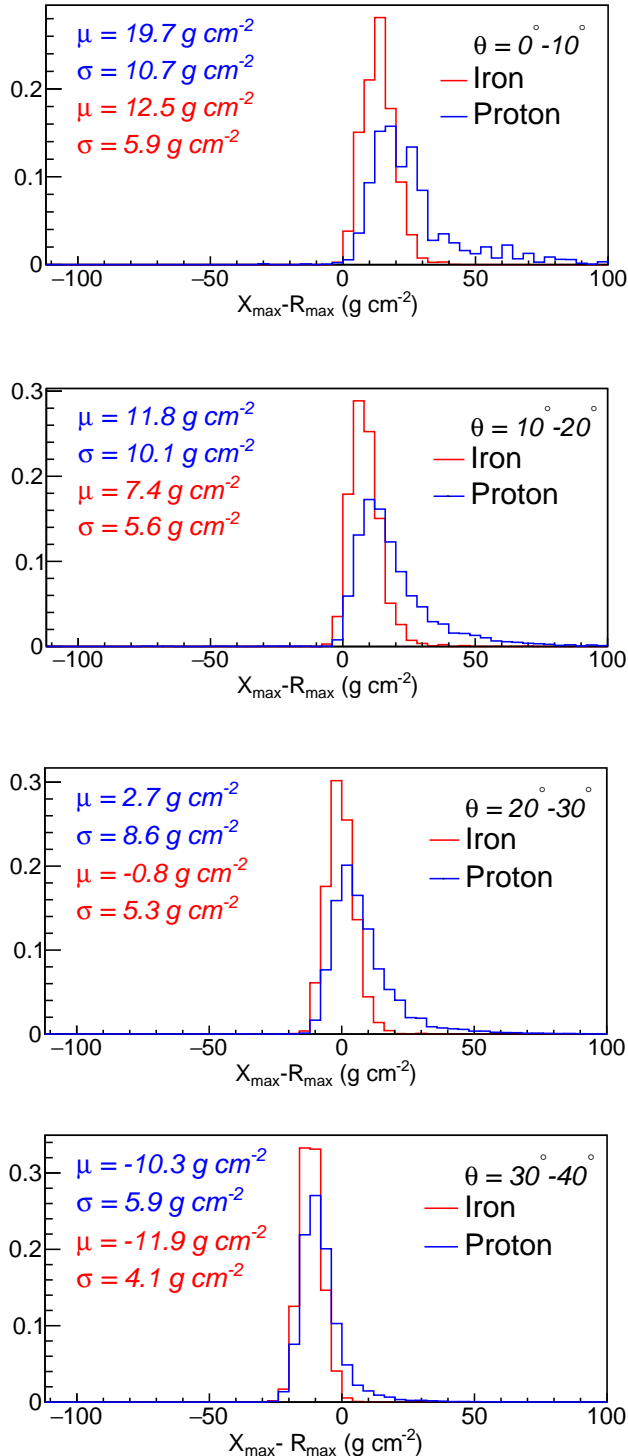 μ = 19.7 g cm-2
σ = 10.7 g cm-2
μ = 12.5 g cm-2
σ = 5.9 g cm-2
θ = 0°-10°
Iron
Proton
0.2
0.1
0
−100 −50 0 50 100
Xmax-Rmax (g cm-2)
0.3
μ = 11.8 g cm-2
σ = 10.1 g cm-2
μ = 7.4 g cm-2
σ = 5.6 g cm-2
θ = 10°-20°
Iron
Proton
0.2
0.1
0
−100 −50 0 50 100
Xmax-Rmax (g cm-2)
0.3
μ = 2.7 g cm-2
σ = 8.6 g cm-2
μ = -0.8 g cm-2
σ = 5.3 g cm-2
θ = 20°-30°
Iron
Proton
0.2
0.1
0
−100 −50 0 50 100
Xmax-Rmax (g cm-2)
μ = -10.3 g cm-2
σ = 5.9 g cm-2
μ = -11.9 g cm-2
σ = 4.1 g cm-2
θ = 30°-40°
Iron
Proton
0.3
0.2
0.1
0
−100 −50 0 50 100
Xmax- Rmax (g cm-2)